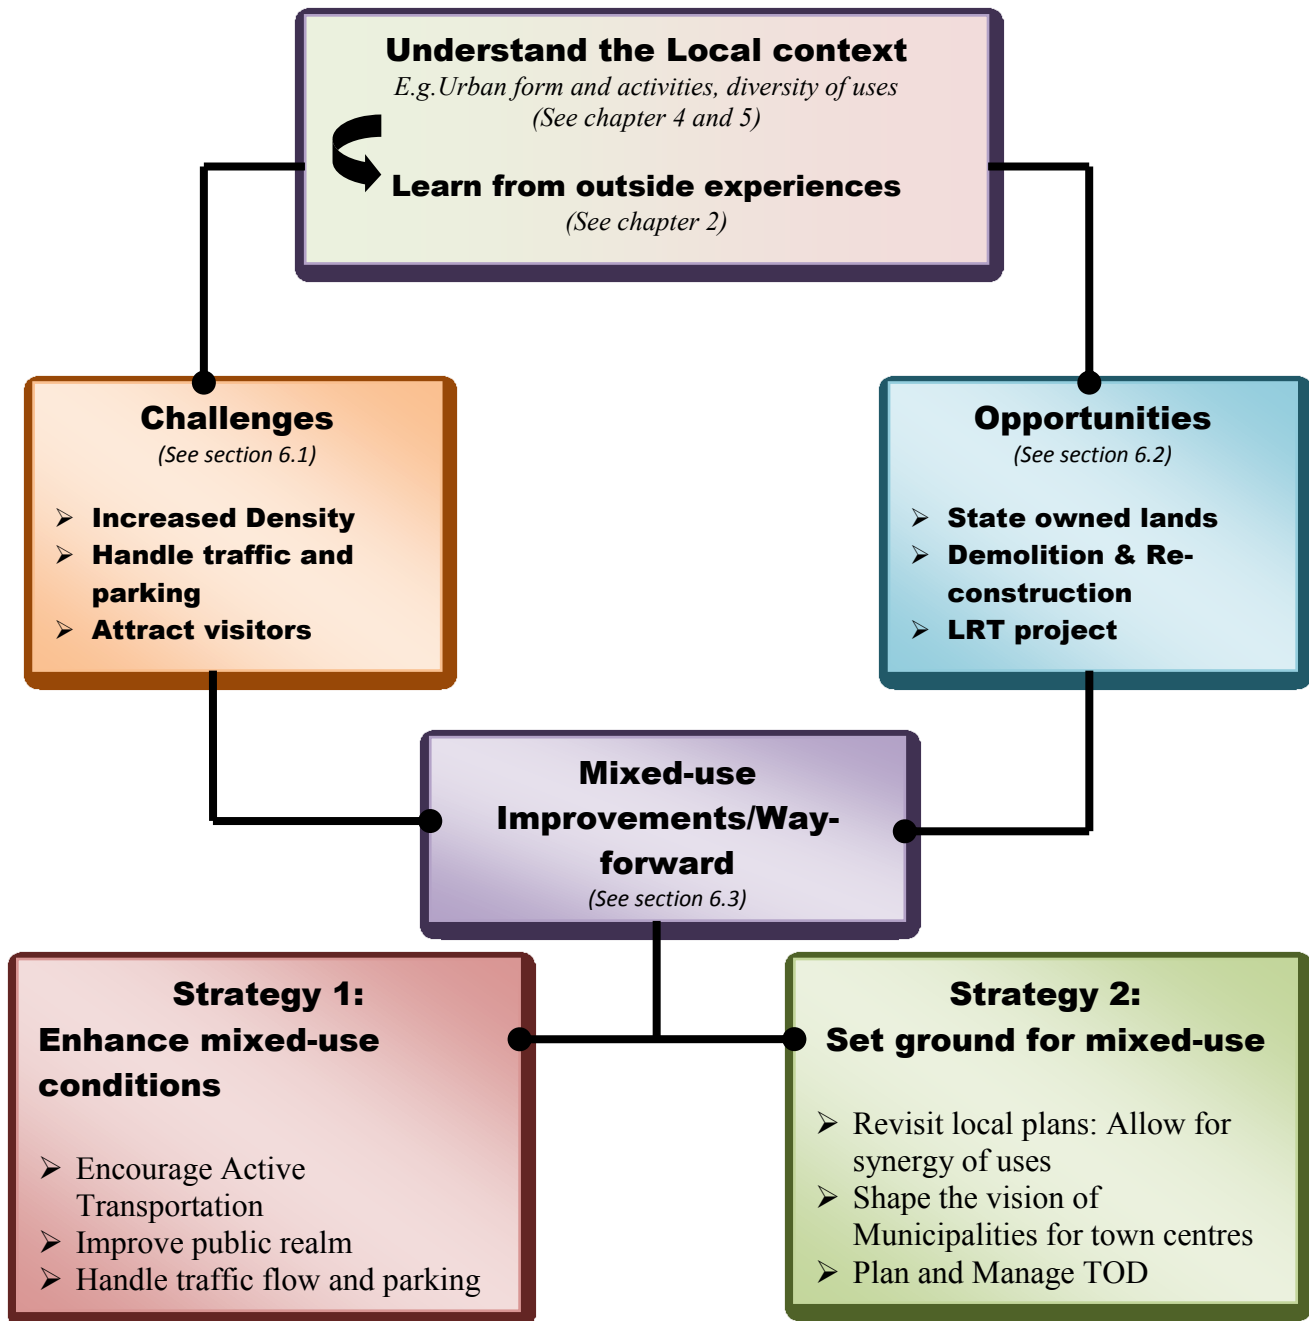 Understand the Local context
E.g.Urban form and activities, diversity of uses
(See chapter 4 and 5)
Learn from outside experiences
(See chapter 2)
Challenges
(See section 6.1)
➢ Increased Density
➢ Handle traffic and
parking
➢ Attract visitors
Opportunities
(See section 6.2)
➢ State owned lands
➢ Demolition & Re-
construction
➢ LRT project
Mixed-use
Improvements/Way-
forward
(See section 6.3)
Strategy 1:
Enhance mixed-use
conditions
➢ Encourage Active
Transportation
➢ Improve public realm
➢ Handle traffic flow and parking
Strategy 2:
Set ground for mixed-use
➢ Revisit local plans: Allow for
synergy of uses
➢ Shape the vision of
Municipalities for town centres
➢ Plan and Manage TOD